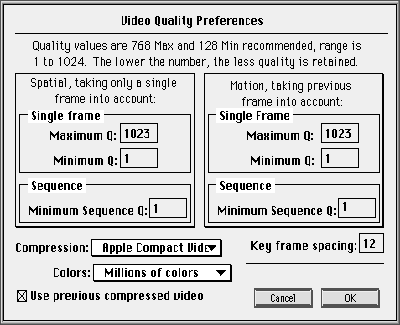 Video Quality Preferences
Quality values are 768 Max and 128 Min recommended, range is
1 to 1024. The lower the number, the less quality is retained.
Spatial, taking only a single
frame into account:
Single frame
Maximum Q: 1023
Minimum Q: 1
Sequence
Minimum Sequence Q: 1
Motion, taking previous
frame into account:
Single Frame
Maximum Q: 1023
Minimum Q: 1
Sequence
Minimum Sequence Q: 1
Compression: Apple Compact Vide
Key frame spacing: 12
Colors: Millions of colors
Use previous compressed video
Cancel OK